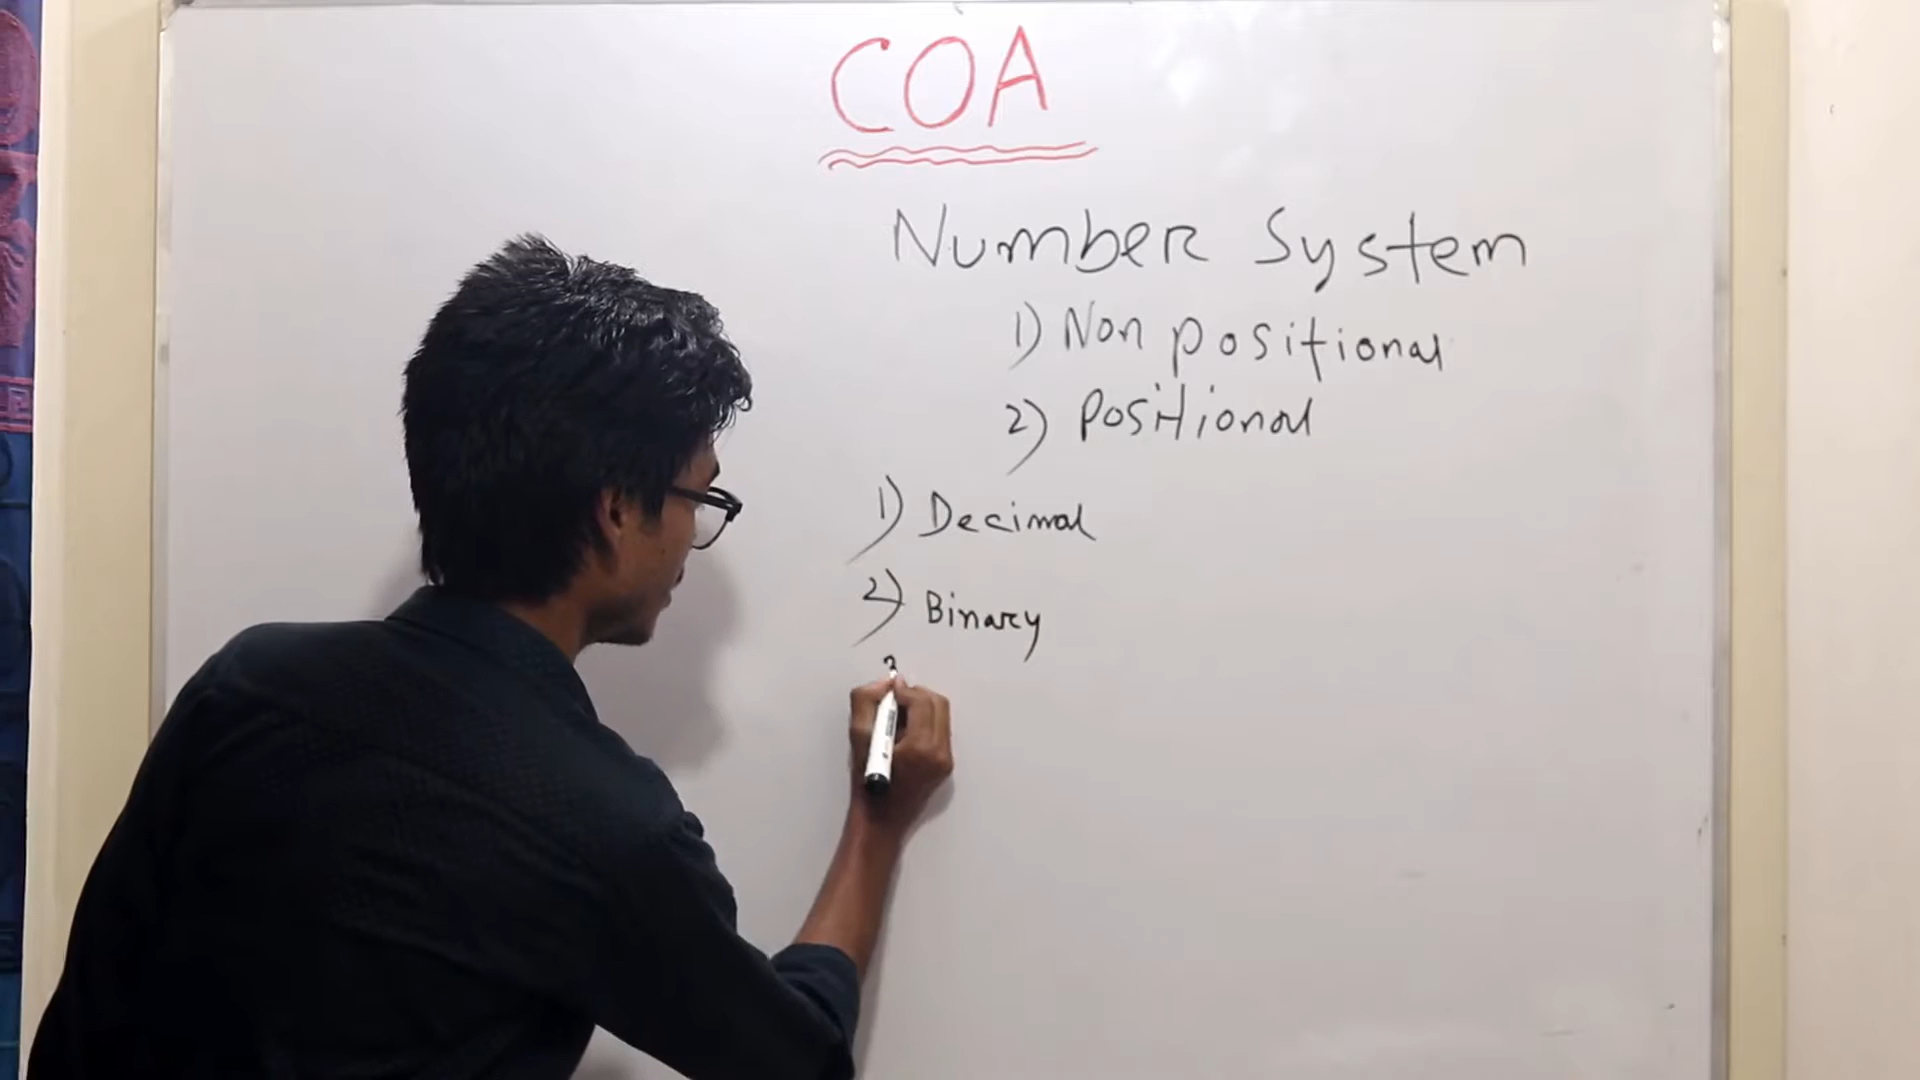 COA
Number System
1) Non positional
2) Positional
1) Decimal
2) Binary